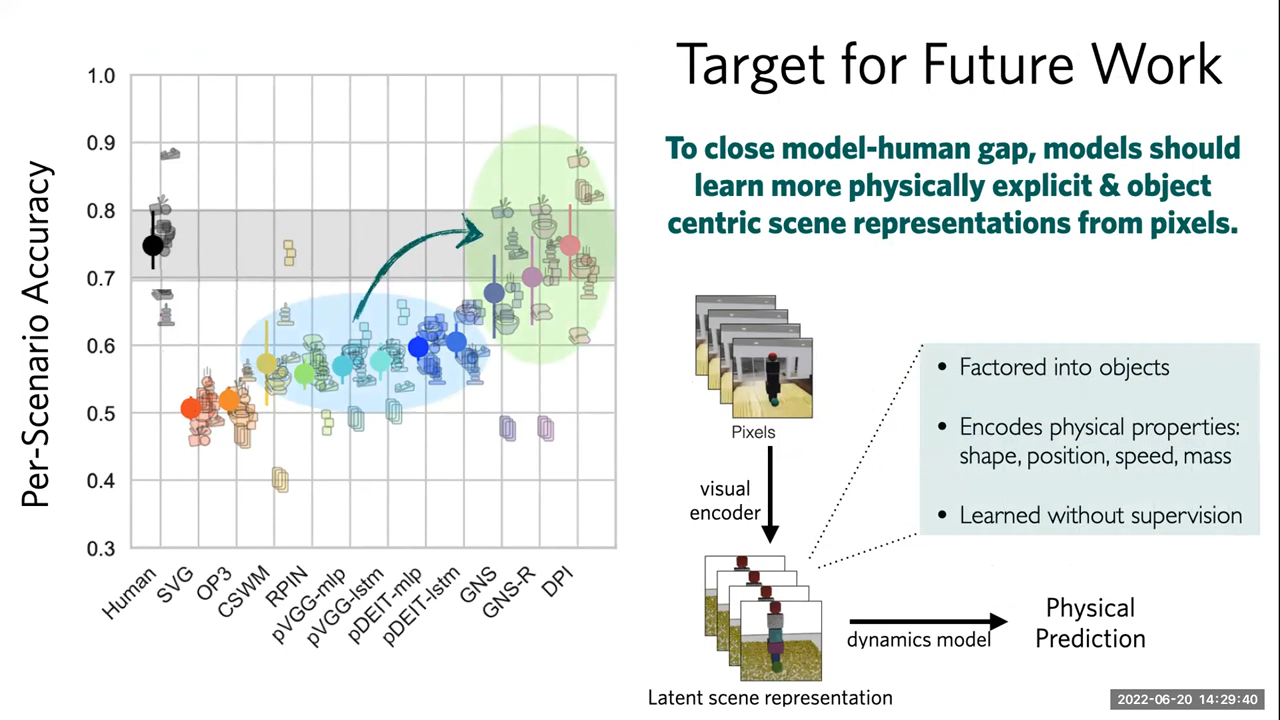 Target for Future Work
To close model-human gap, models should
learn more physically explicit & object
centric scene representations from pixels.
Per-Scenario Accuracy
1.0
0.9
0.8
0.7
0.6
0.5
0.4
0.3
Human
SVG
OP3
CSWM
RPIN
pVGG-mlp
pVGG-lstm
pDEIT-mlp
pDEIT-lstm
GNS
GNS-R
DPI
Pixels
visual
encoder
• Factored into objects
• Encodes physical properties:
shape, position, speed, mass
• Learned without supervision
dynamics model
Physical
Prediction
Latent scene representation
2022-06-20 14:29:40